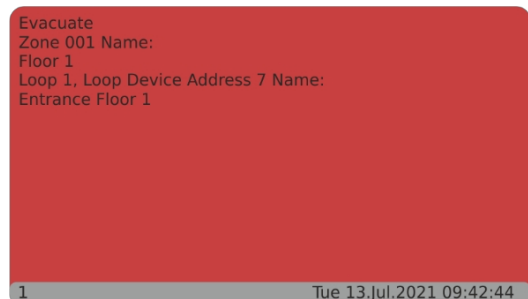 Evacuate
Zone 001 Name:
Floor 1
Loop 1, Loop Device Address 7 Name:
Entrance Floor 1
1 Tue 13.Jul.2021 09:42:44